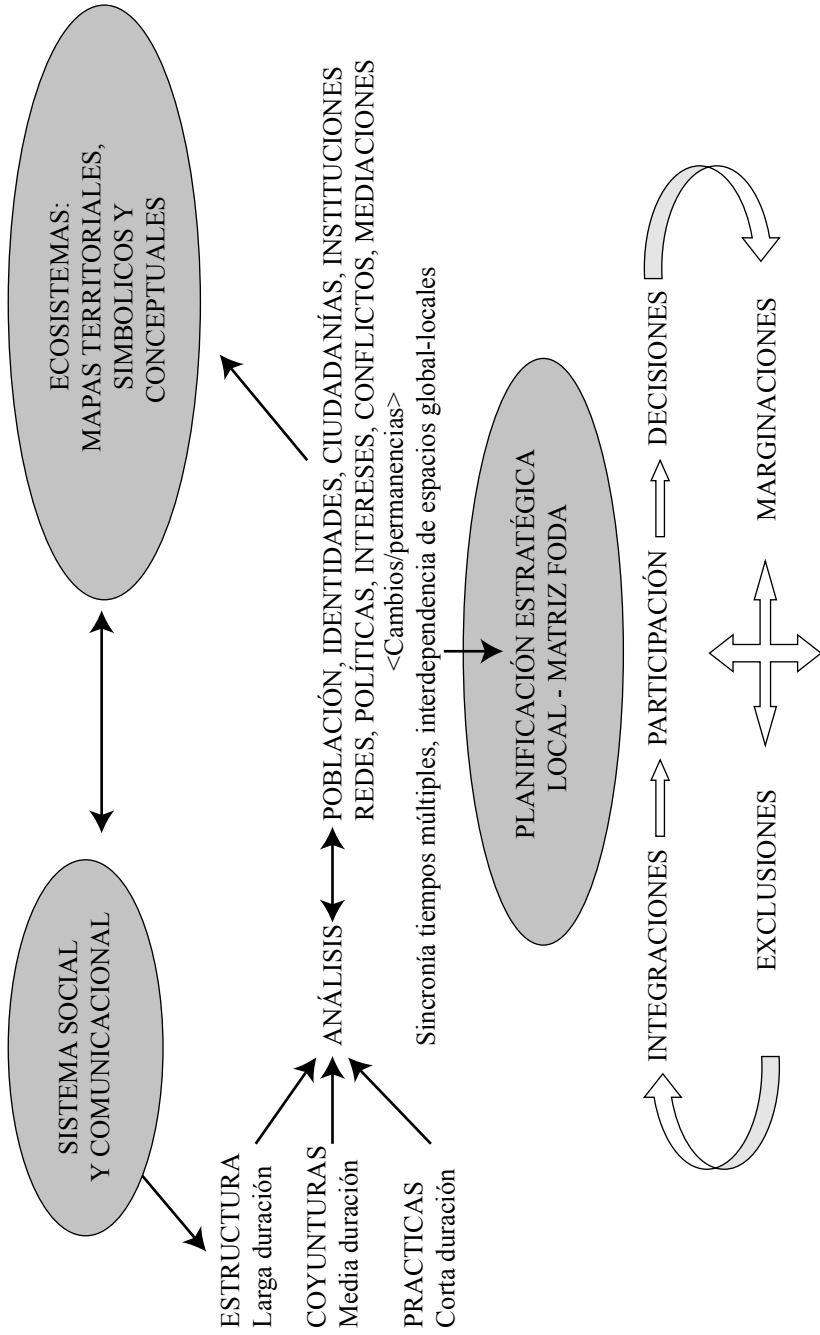 SISTEMA SOCIAL
Y COMUNICACIONAL
ECOSISTEMAS:
MAPAS TERRITORIALES,
SIMBOLICOS Y
CONCEPTUALES
ESTRUCTURA
Larga duración
COYUNTURAS
Media duración
PRACTICAS
Corta duración
ANÁLISIS
POBLACIÓN, IDENTIDADES, CIUDADANÍAS, INSTITUCIONES
REDES, POLÍTICAS, INTERESES, CONFLICTOS, MEDIACIONES
<Cambios/permanencias>
Sincronía tiempos múltiples, interdependencia de espacios global-locales
PLANIFICACIÓN ESTRATÉGICA
LOCAL - MATRIZ FODA
INTEGRACIONES
PARTICIPACIÓN
DECISIONES
EXCLUSIONES
MARGINACIONES